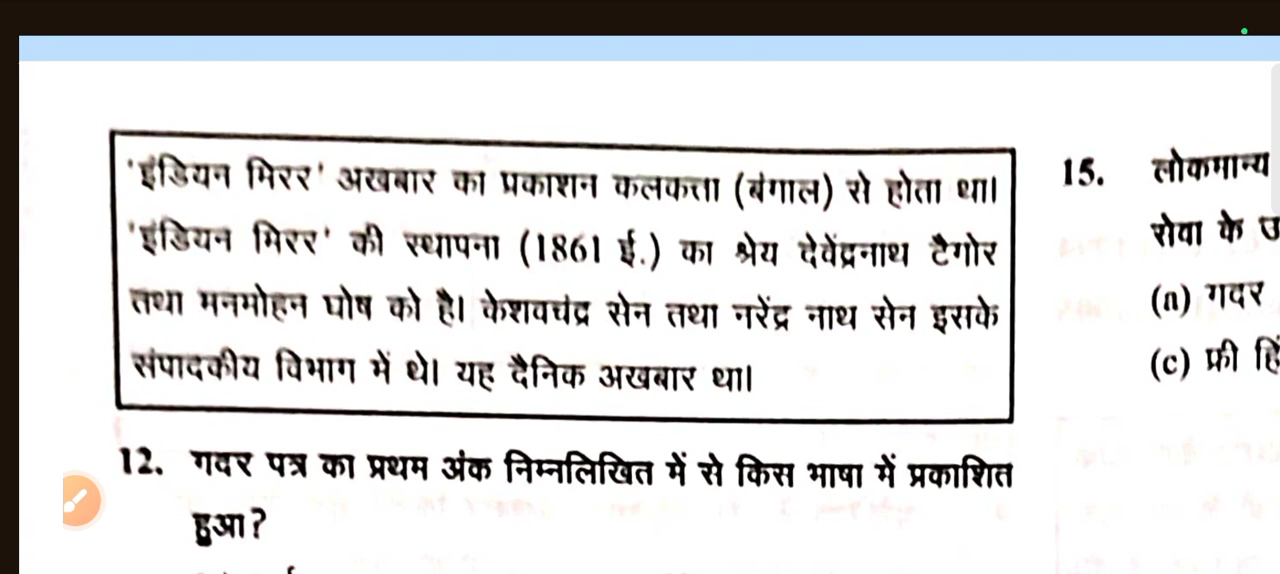 'इंडियन मिरर' अखबार का प्रकाशन कलकत्ता (बंगाल) से होता था।
'इंडियन मिरर' की स्थापना (1861 ई.) का श्रेय देवेंद्रनाथ टैगोर
तथा मनमोहन घोष को है। केशवचंद्र सेन तथा नरेंद्र नाथ सेन इसके
संपादकीय विभाग में थे। यह दैनिक अखबार था।
12. गदर पत्र का प्रथम अंक निम्नलिखित में से किस भाषा में प्रकाशित
हुआ?
15. लोकमान्य
सेवा के
(a) गदर
(c) फ्री